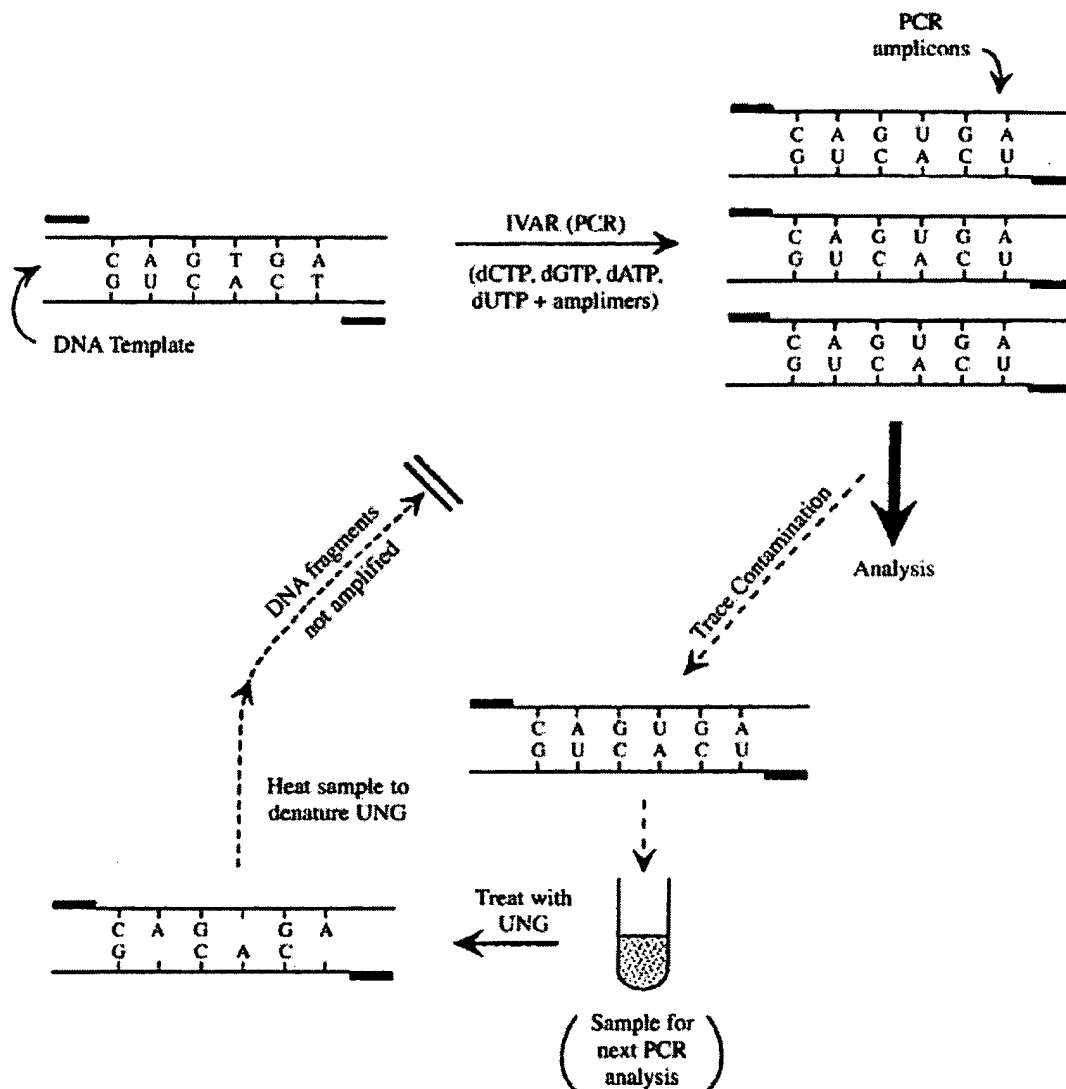 PCR
amplicons
C A G U G A
G U C A C U
C A G U G A
G U C A C U
C A G U G A
G U C A C U
C A G T G A
G U C A C T
DNA Template
IVAR (PCR)
(dCTP, dGTP, dATP,
dUTP + amplimers)
Trace Contamination
Analysis
C A G U G A
G U C A C U
Sample for
next PCR
analysis
Treat with
UNG
C A G G A
G C A C
Heat sample to
denature UNG
DNA fragments
not amplified